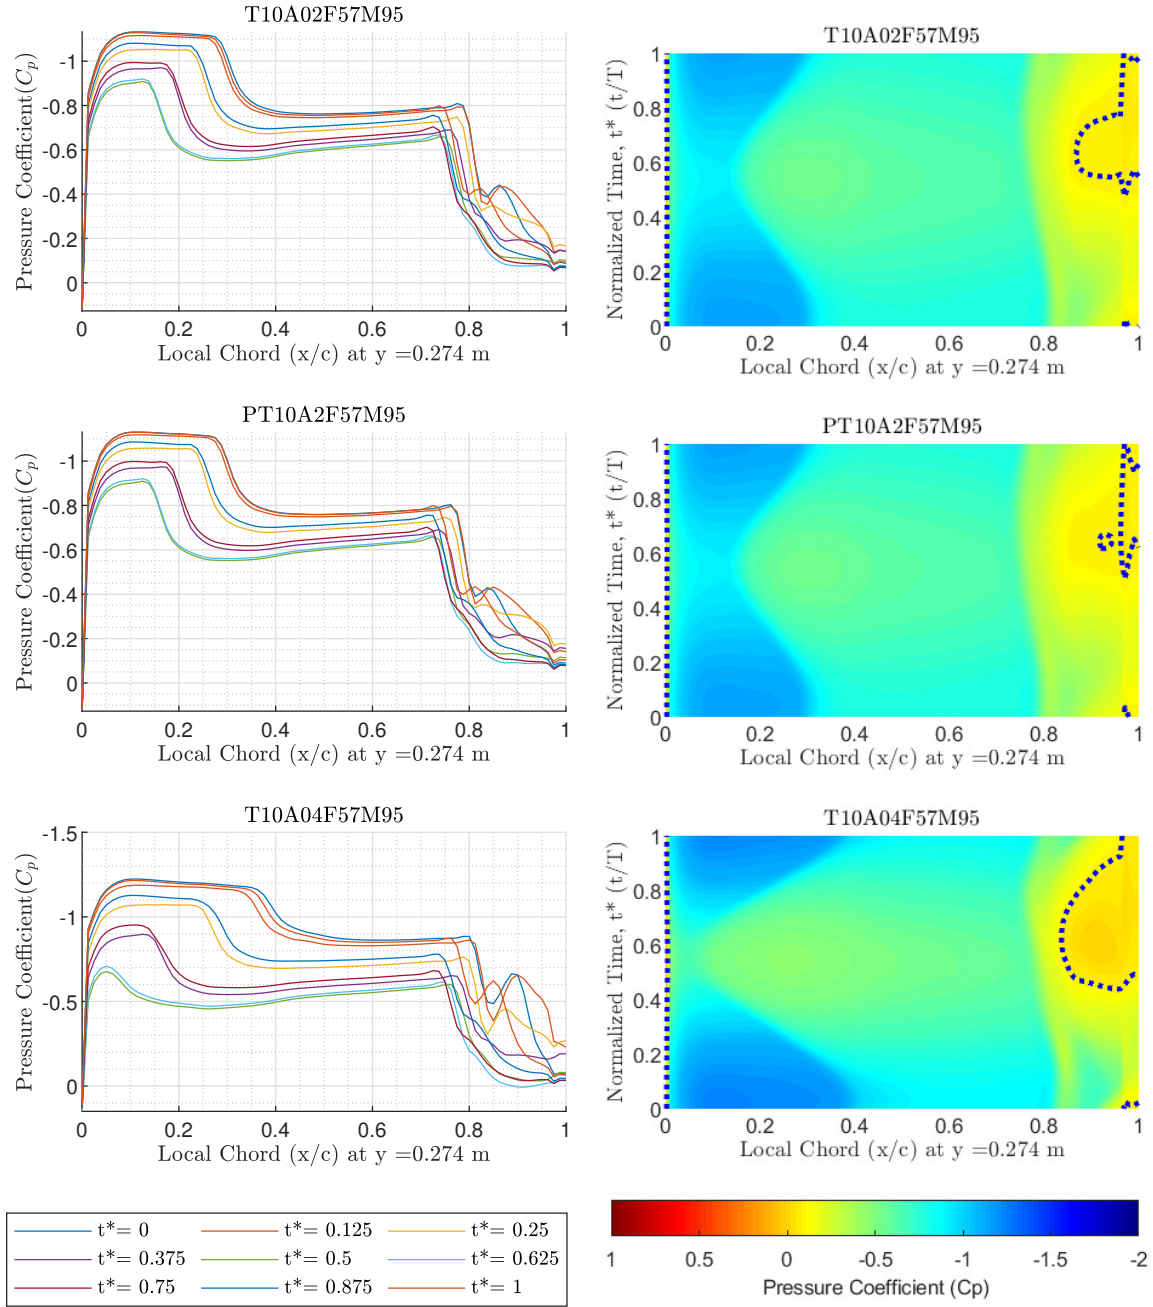 T10A02F57M95
Pressure Coefficient(Cp)
-1
-0.8
-0.6
-0.4
-0.2
0
0 0.2 0.4 0.6 0.8 1
Local Chord (x/c) at y =0.274 m
T10A02F57M95
Normalized Time, t* (t/T)
1
0.8
0.6
0.4
0.2
0
0 0.2 0.4 0.6 0.8 1
Local Chord (x/c) at y =0.274 m
PT10A2F57M95
Pressure Coefficient(Cp)
-1
-0.8
-0.6
-0.4
-0.2
0
0 0.2 0.4 0.6 0.8 1
Local Chord (x/c) at y =0.274 m
PT10A2F57M95
Normalized Time, t* (t/T)
1
0.8
0.6
0.4
0.2
0
0 0.2 0.4 0.6 0.8 1
Local Chord (x/c) at y =0.274 m
T10A04F57M95
Pressure Coefficient(Cp)
-1.5
-1
-0.5
0
0 0.2 0.4 0.6 0.8 1
Local Chord (x/c) at y =0.274 m
T10A04F57M95
Normalized Time, t* (t/T)
1
0.8
0.6
0.4
0.2
0
0 0.2 0.4 0.6 0.8 1
Local Chord (x/c) at y =0.274 m
t*= 0 t*= 0.125 t*= 0.25
t*= 0.375 t*= 0.5 t*= 0.625
t*= 0.75 t*= 0.875 t*= 1
1 0.5 0 -0.5 -1 -1.5 -2
Pressure Coefficient (Cp)